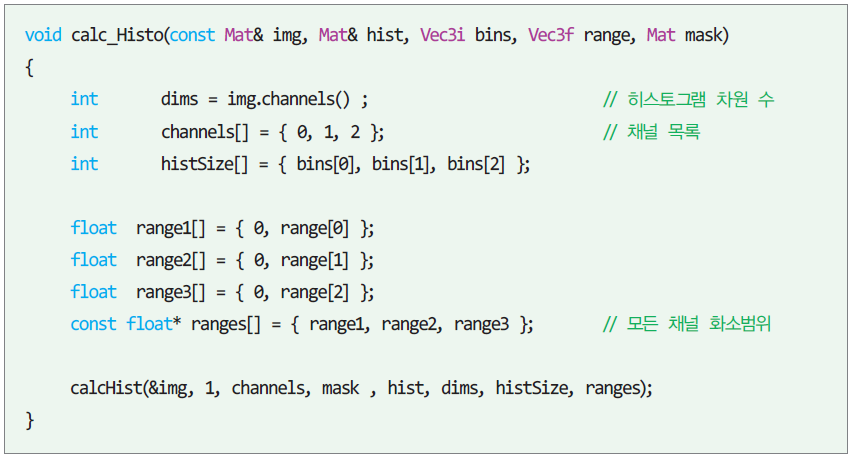 void calc_Histo(const Mat& img, Mat& hist, Vec3i bins, Vec3f range, Mat mask)
{
int dims = img.channels() ; // 히스토그램 차원 수
int channels[] = { 0, 1, 2 }; // 채널 목록
int histSize[] = { bins[0], bins[1], bins[2] };
float range1[] = { 0, range[0] };
float range2[] = { 0, range[1] };
float range3[] = { 0, range[2] };
const float* ranges[] = { range1, range2, range3 }; // 모든 채널 화소범위
calcHist(&img, 1, channels, mask , hist, dims, histSize, ranges);
}